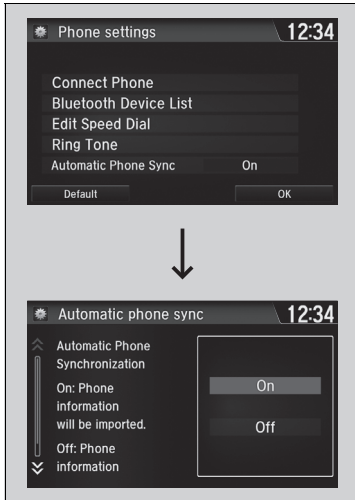 Phone settings
12:34
Connect Phone
Bluetooth Device List
Edit Speed Dial
Ring Tone
Automatic Phone Sync On
Default OK
Automatic phone sync
12:34
Automatic Phone
Synchronization
On: Phone
information
will be imported.
Off: Phone
information
On
Off